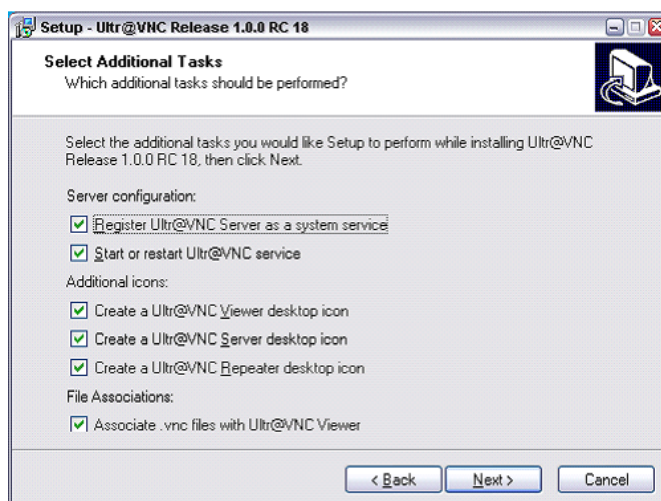 Setup - Ultr@VNC Release 1.0.0 RC 18
Select Additional Tasks
Which additional tasks should be performed?
Select the additional tasks you would like Setup to perform while installing Ultr@VNC
Release 1.0.0 RC 18, then click Next.
Server configuration:
Register Ultr@VNC Server as a system service
Start or restart Ultr@VNC service
Additional icons:
Create a Ultr@VNC Viewer desktop icon
Create a Ultr@VNC Server desktop icon
Create a Ultr@VNC Repeater desktop icon
File Associations:
Associate .vnc files with Ultr@VNC Viewer
< Back
Next >
Cancel